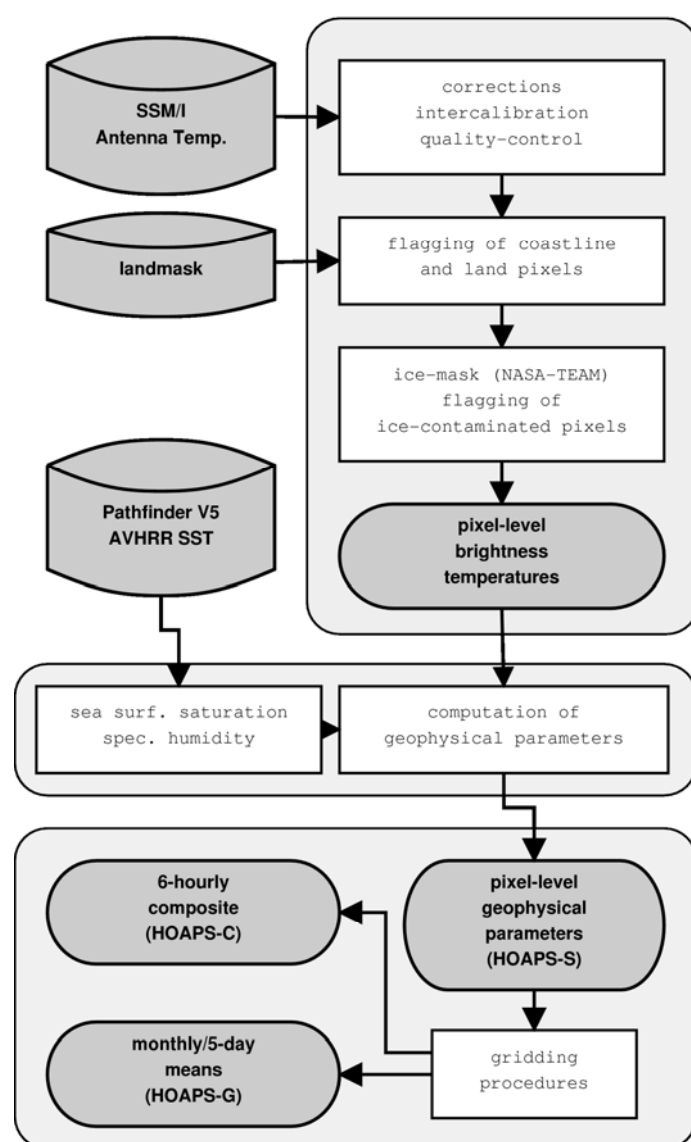 SSM/I
Antenna Temp.
corrections
intercalibration
quality-control
landmask
flagging of coastline
and land pixels
ice-mask (NASA-TEAM)
flagging of
ice-contaminated pixels
Pathfinder V5
AVHRR SST
pixel-level
brightness
temperatures
sea surf. saturation
spec. humidity
computation of
geophysical parameters
6-hourly
composite
(HOAPS-C)
pixel-level
geophysical
parameters
(HOAPS-S)
monthly/5-day
means
(HOAPS-G)
gridding
procedures